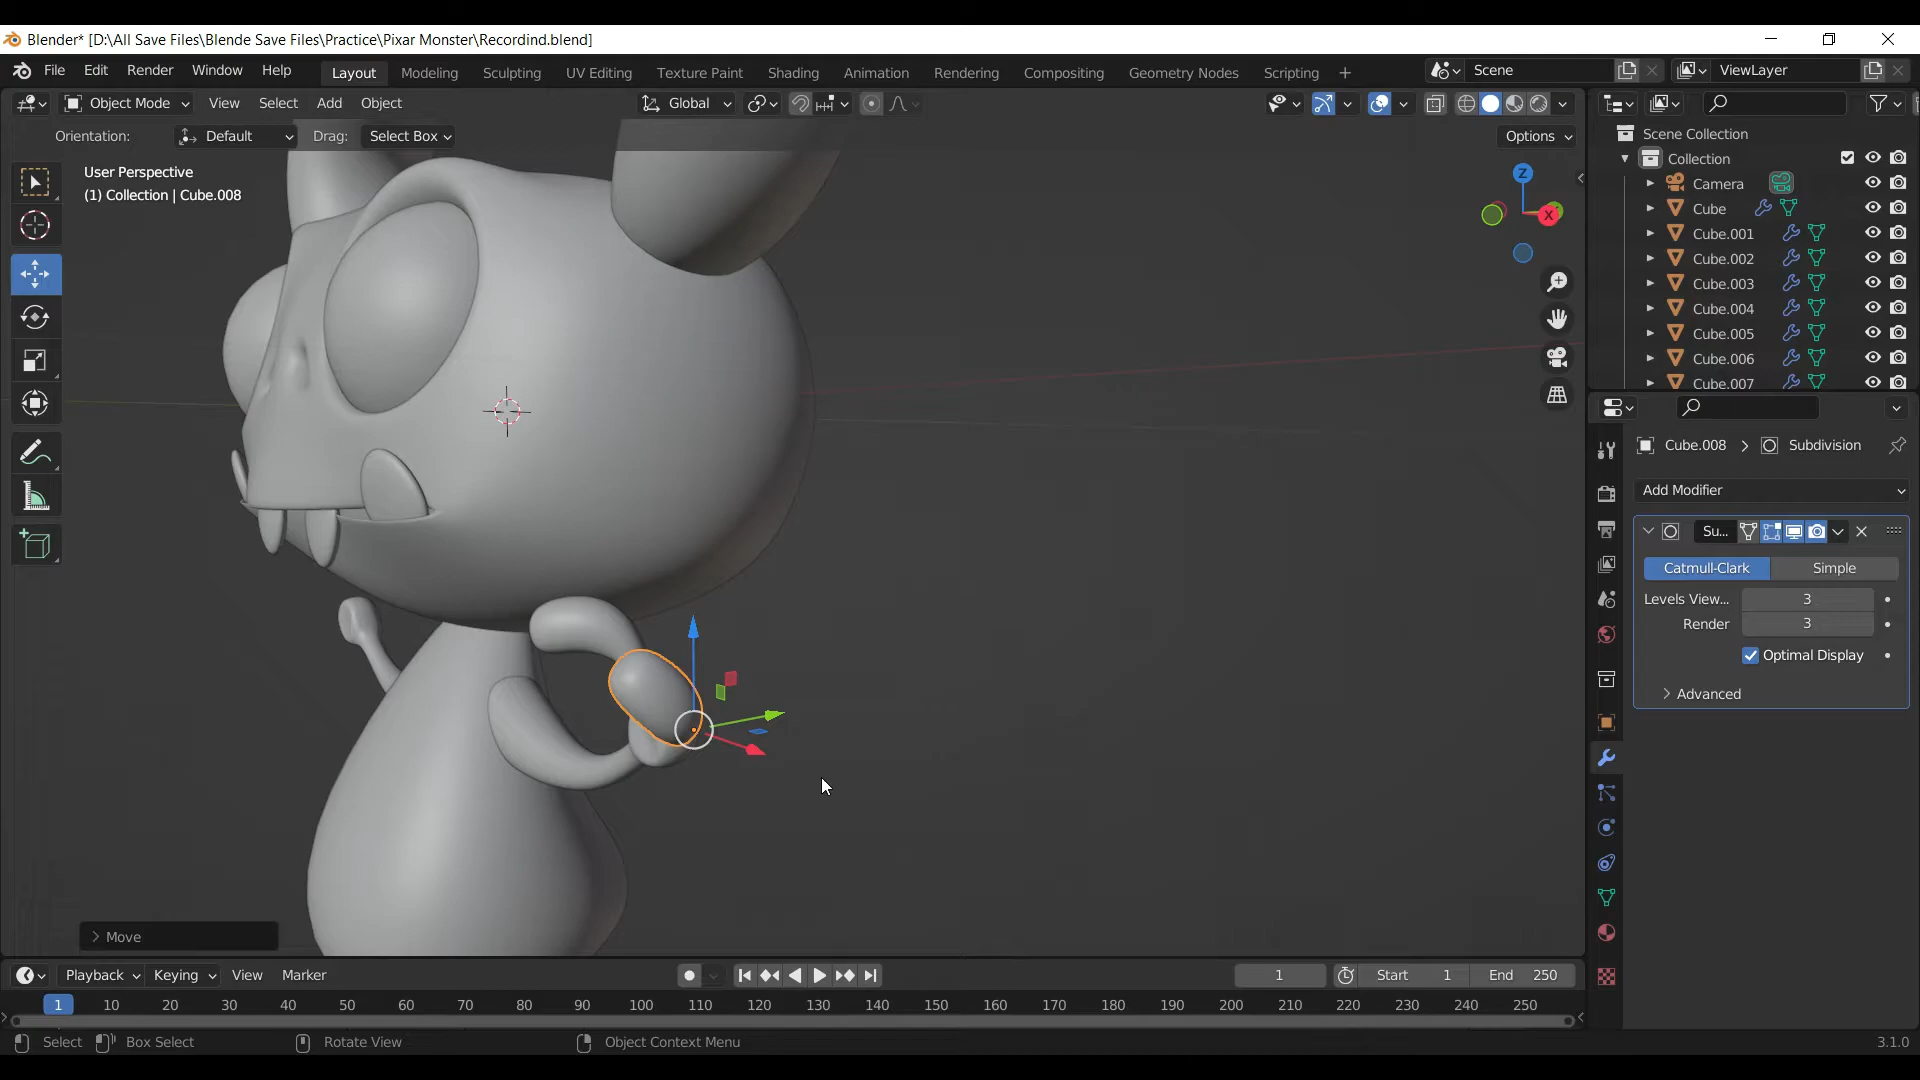 Blender* [D:\All Save Files\Blende Save Files\Practice\Pixar Monster\Recordind.blend]
File Edit Render Window Help Layout Modeling Sculpting UV Editing Texture Paint Shading Animation Rendering Compositing Geometry Nodes Scripting + Scene ViewLayer
Object Mode View Select Add Object Global
Orientation: Default Drag: Select Box Options
User Perspective
(1) Collection | Cube.008
Z
X
Scene Collection
Collection
Camera
Cube
Cube.001
Cube.002
Cube.003
Cube.004
Cube.005
Cube.006
Cube.007
Cube.008 > Subdivision
Add Modifier
Su...
Catmull-Clark Simple
Levels View... 3
Render 3
Optimal Display
Advanced
Move
Playback Keying View Marker 1 Start 1 End 250
1 10 20 30 40 50 60 70 80 90 100 110 120 130 140 150 160 170 180 190 200 210 220 230 240 250
Select Box Select Rotate View Object Context Menu 3.1.0